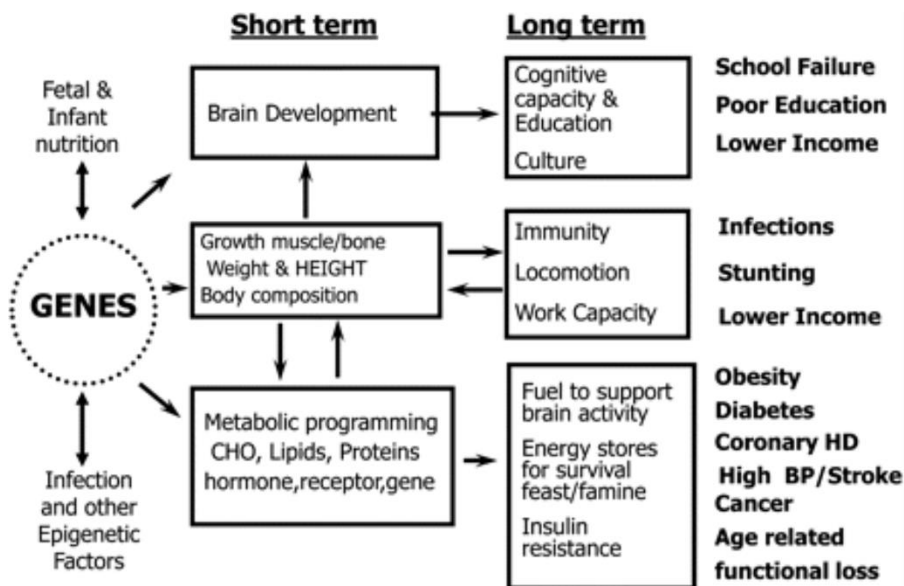 Short term
Long term
Fetal &
Infant
nutrition
GENES
Infection
and other
Epigenetic
Factors
Brain Development
Growth muscle/bone
Weight & HEIGHT
Body composition
Metabolic programming
CHO, Lipids, Proteins
hormone,receptor,gene
Cognitive
capacity &
Education
Culture
School Failure
Poor Education
Lower Income
Immunity
Locomotion
Work Capacity
Infections
Stunting
Lower Income
Fuel to support
brain activity
Energy stores
for survival
feast/famine
Insulin
resistance
Obesity
Diabetes
Coronary HD
High BP/Stroke
Cancer
Age related
functional loss